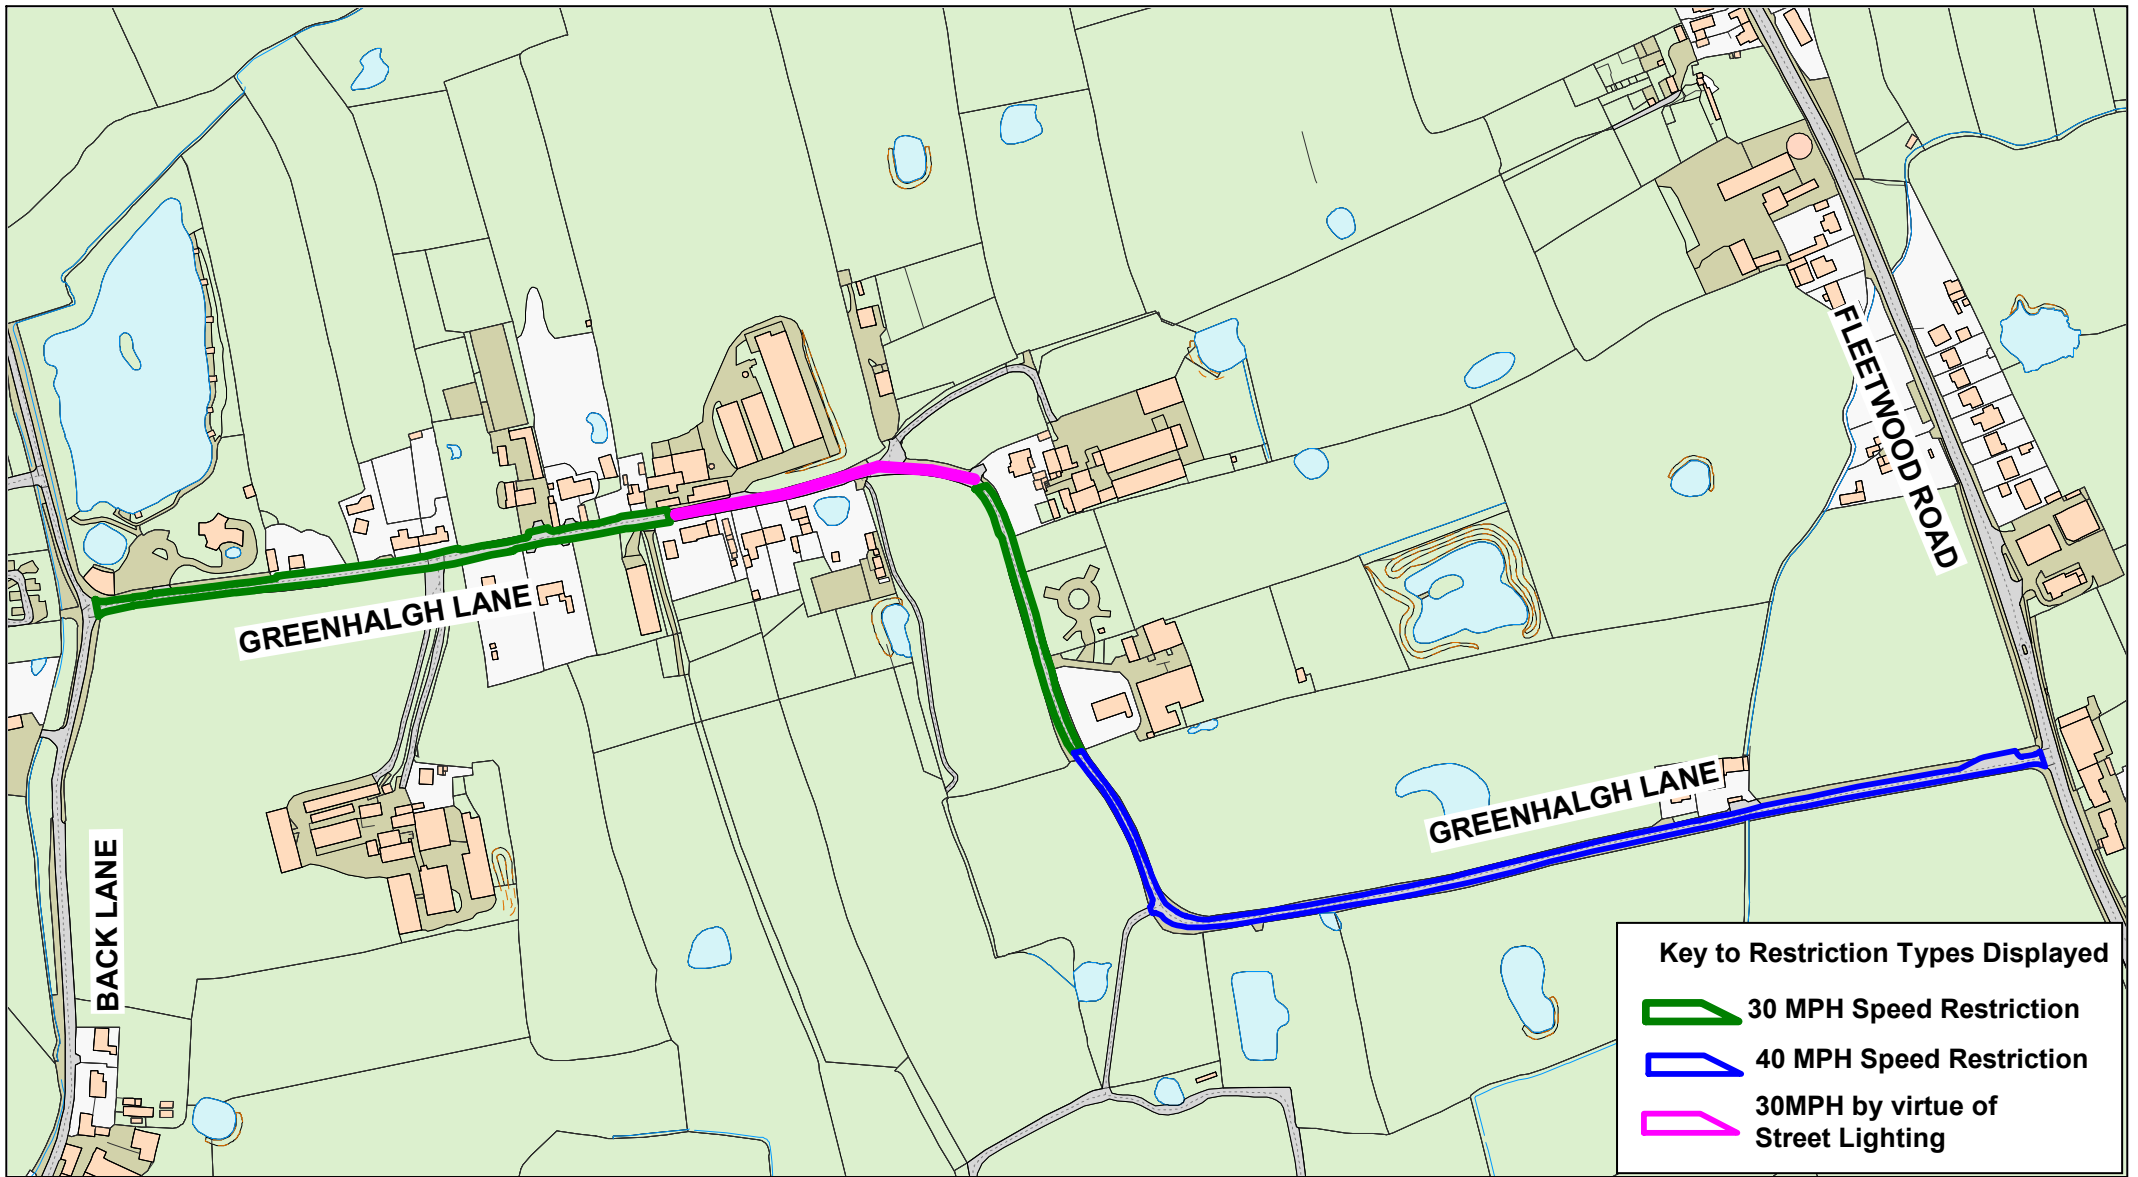 FLEETWOOD ROAD
GREENHALGH LANE
GREENHALGH LANE
BACK LANE
Key to Restriction Types Displayed
30 MPH Speed Restriction
40 MPH Speed Restriction
30MPH by virtue of
Street Lighting